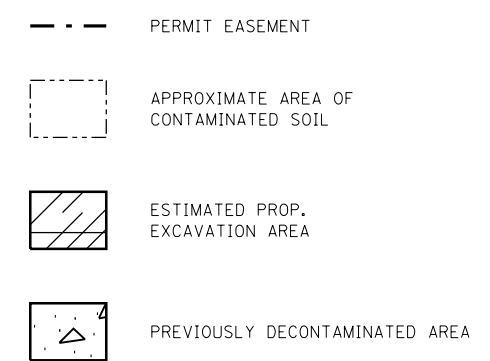 PERMIT EASEMENT
APPROXIMATE AREA OF
CONTAMINATED SOIL
ESTIMATED PROP.
EXCAVATION AREA
PREVIOUSLY DECONTAMINATED AREA